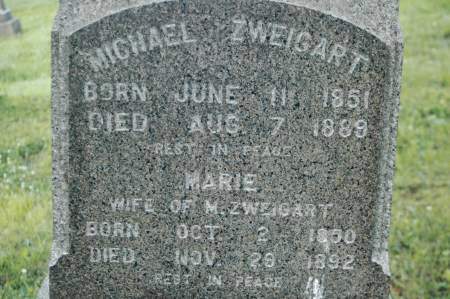 MICHAEL ZWEIGART
BORN JUNE 11 1851
DIED AUG 7 1889
REST IN PEACE
MARIE
WIFE OF M. ZWEIGART
BORN OCT 2 1850
DIED NOV 29 1892
REST IN PEACE